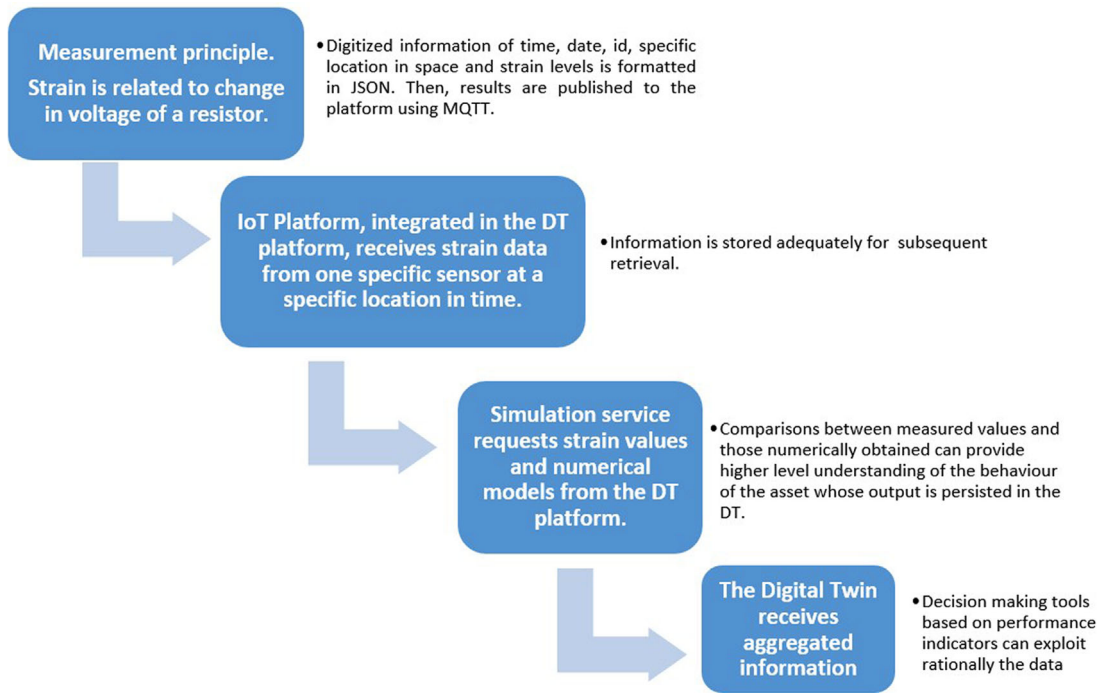 Measurement principle.
Strain is related to change
in voltage of a resistor.
•Digitized information of time, date, id, specific
location in space and strain levels is formatted
in JSON. Then, results are published to the
platform using MQTT.
IoT Platform, integrated in the DT
platform, receives strain data
from one specific sensor at a
specific location in time.
•Information is stored adequately for subsequent
retrieval.
Simulation service
requests strain values
and numerical
models from the DT
platform.
•Comparisons between measured values and
those numerically obtained can provide
higher level understanding of the behaviour
of the asset whose output is persisted in the
DT.
The Digital Twin
receives
aggregated
information
•Decision making tools
based on performance
indicators can exploit
rationally the data